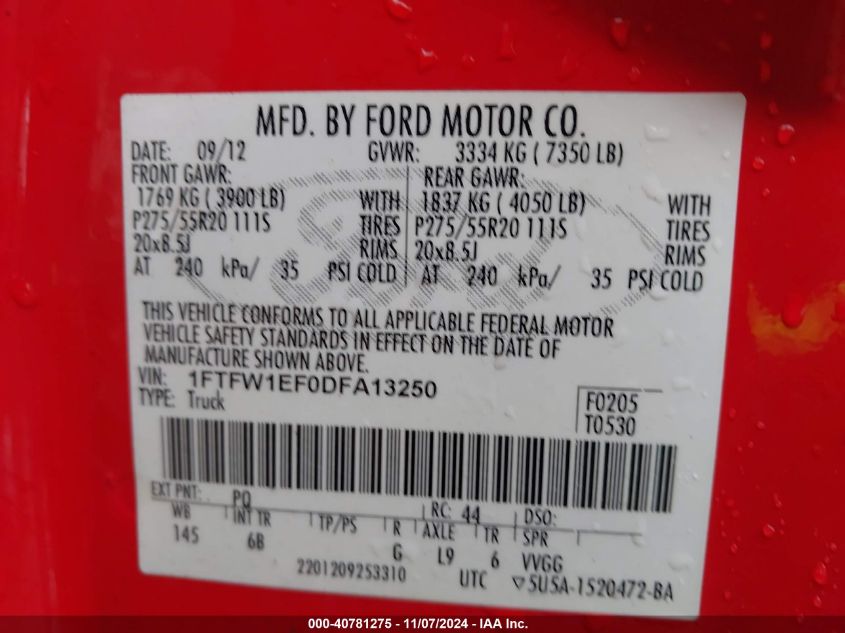 MFD. BY FORD MOTOR CO.
DATE: 09/12 GVWR: 3334 KG ( 7350 LB)
FRONT GAWR: REAR GAWR:
1769 KG ( 3900 LB) WITH 1837 KG ( 4050 LB) WITH
P275/55R20 111S TIRES P275/55R20 111S TIRES
20x8.5J RIMS 20x8.5J RIMS
AT 240 kPa/ 35 PSI COLD AT 240 kPa/ 35 PSI COLD
THIS VEHICLE CONFORMS TO ALL APPLICABLE FEDERAL MOTOR
VEHICLE SAFETY STANDARDS IN EFFECT ON THE DATE OF
MANUFACTURE SHOWN ABOVE.
VIN: 1FTFW1EF0DFA13250
TYPE: Truck
F0205
T0530
EXT PNT: PQ RC: 44 DSO:
WB INT TR TP/PS R AXLE TR SPR
145 6B G L9 6 VVGG
2201209253310 UTC ▽5U5A-1520472-BA
000-40781275 - 11/07/2024 - IAAI Inc.